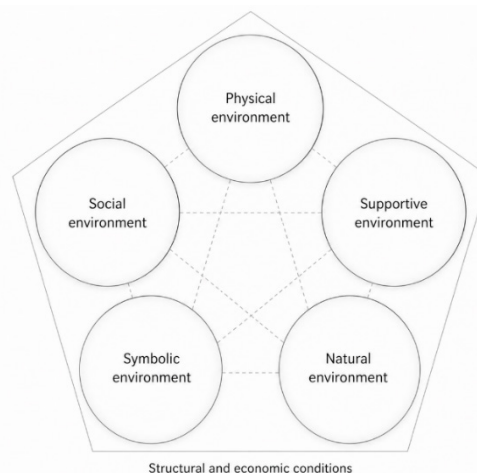 Physical
environment
Social
environment
Supportive
environment
Symbolic
environment
Natural
environment
Structural and economic conditions